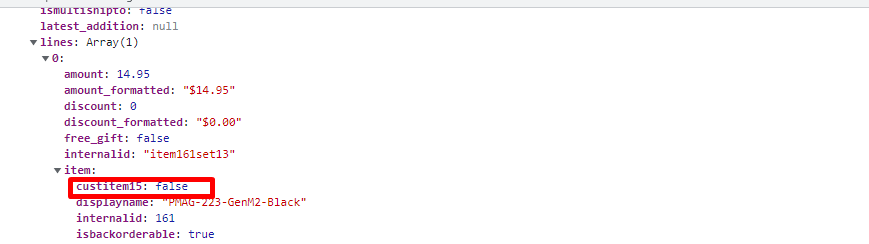 ismultishipto: false
latest_addition: null
▼lines: Array(1)
▼0:
amount: 14.95
amount_formatted: "$14.95"
discount: 0
discount_formatted: "$0.00"
free_gift: false
internalid: "item161set13"
▼item:
custitem15: false
displayname: "PMAG-223-GenM2-Black"
internalid: 161
isbackorderable: true